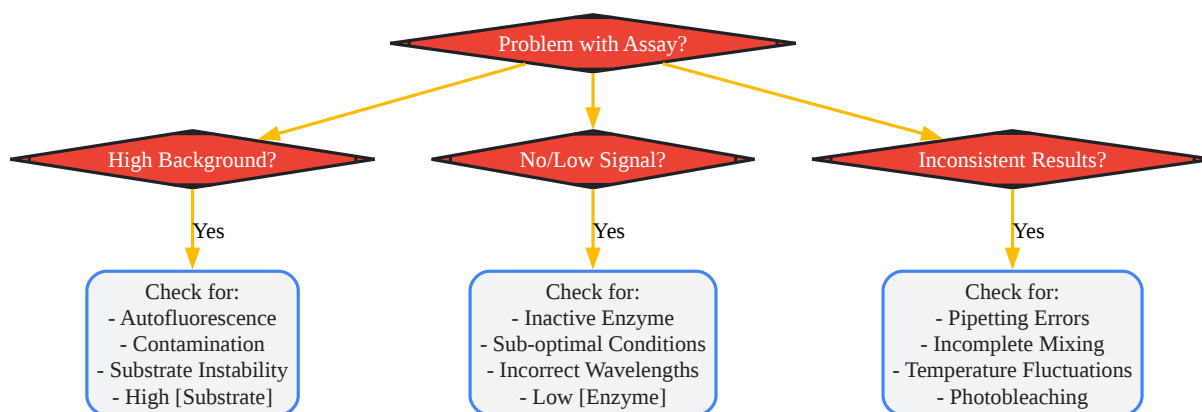 Problem with Assay?
High Background?
No/Low Signal?
Inconsistent Results?
Yes
Yes
Yes
Check for:
- Autofluorescence
- Contamination
- Substrate Instability
- High [Substrate]
Check for:
- Inactive Enzyme
- Sub-optimal Conditions
- Incorrect Wavelengths
- Low [Enzyme]
Check for:
- Pipetting Errors
- Incomplete Mixing
- Temperature Fluctuations
- Photobleaching